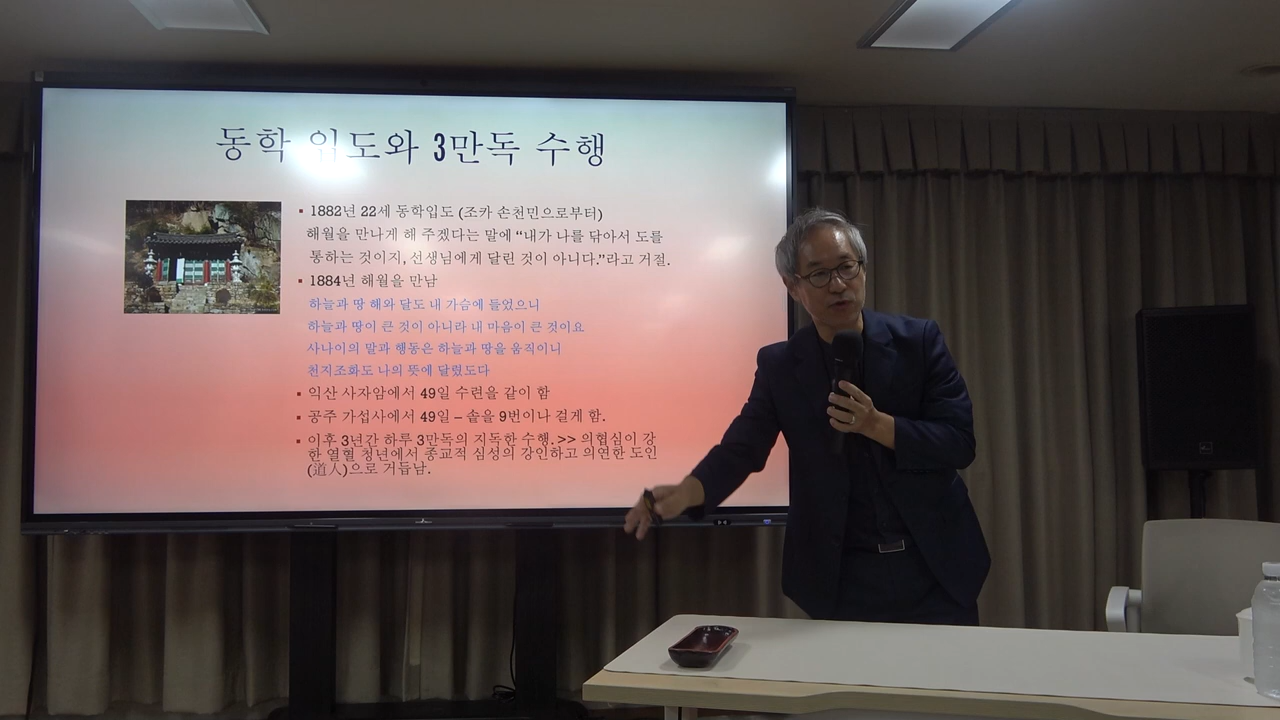 동학 입도와 3만독 수행
▪ 1882년 22세 동학입도 (조카 손천민으로부터)
해월을 만나게 해 주겠다는 말에 “내가 나를 닦아서 도를
통하는 것이지, 선생님에게 달린 것이 아니다.”라고 거절.
▪ 1884년 해월을 만남
하늘과 땅 해와 달도 내 가슴에 들었으니
하늘과 땅이 큰 것이 아니라 내 마음이 큰 것이요
사나이의 말과 행동은 하늘과 땅을 움직이니
천지조화도 나의 뜻에 달렸도다
▪ 익산 사자암에서 49일 수련을 같이 함
▪ 공주 가섭사에서 49일 – 솥을 9번이나 걸게 함.
▪ 이후 3년간 하루 3만독의 지독한 수행. >> 의협심이 강
한 열혈 청년에서 종교적 심성의 강인하고 의연한 도인
(道人)으로 거듭남.